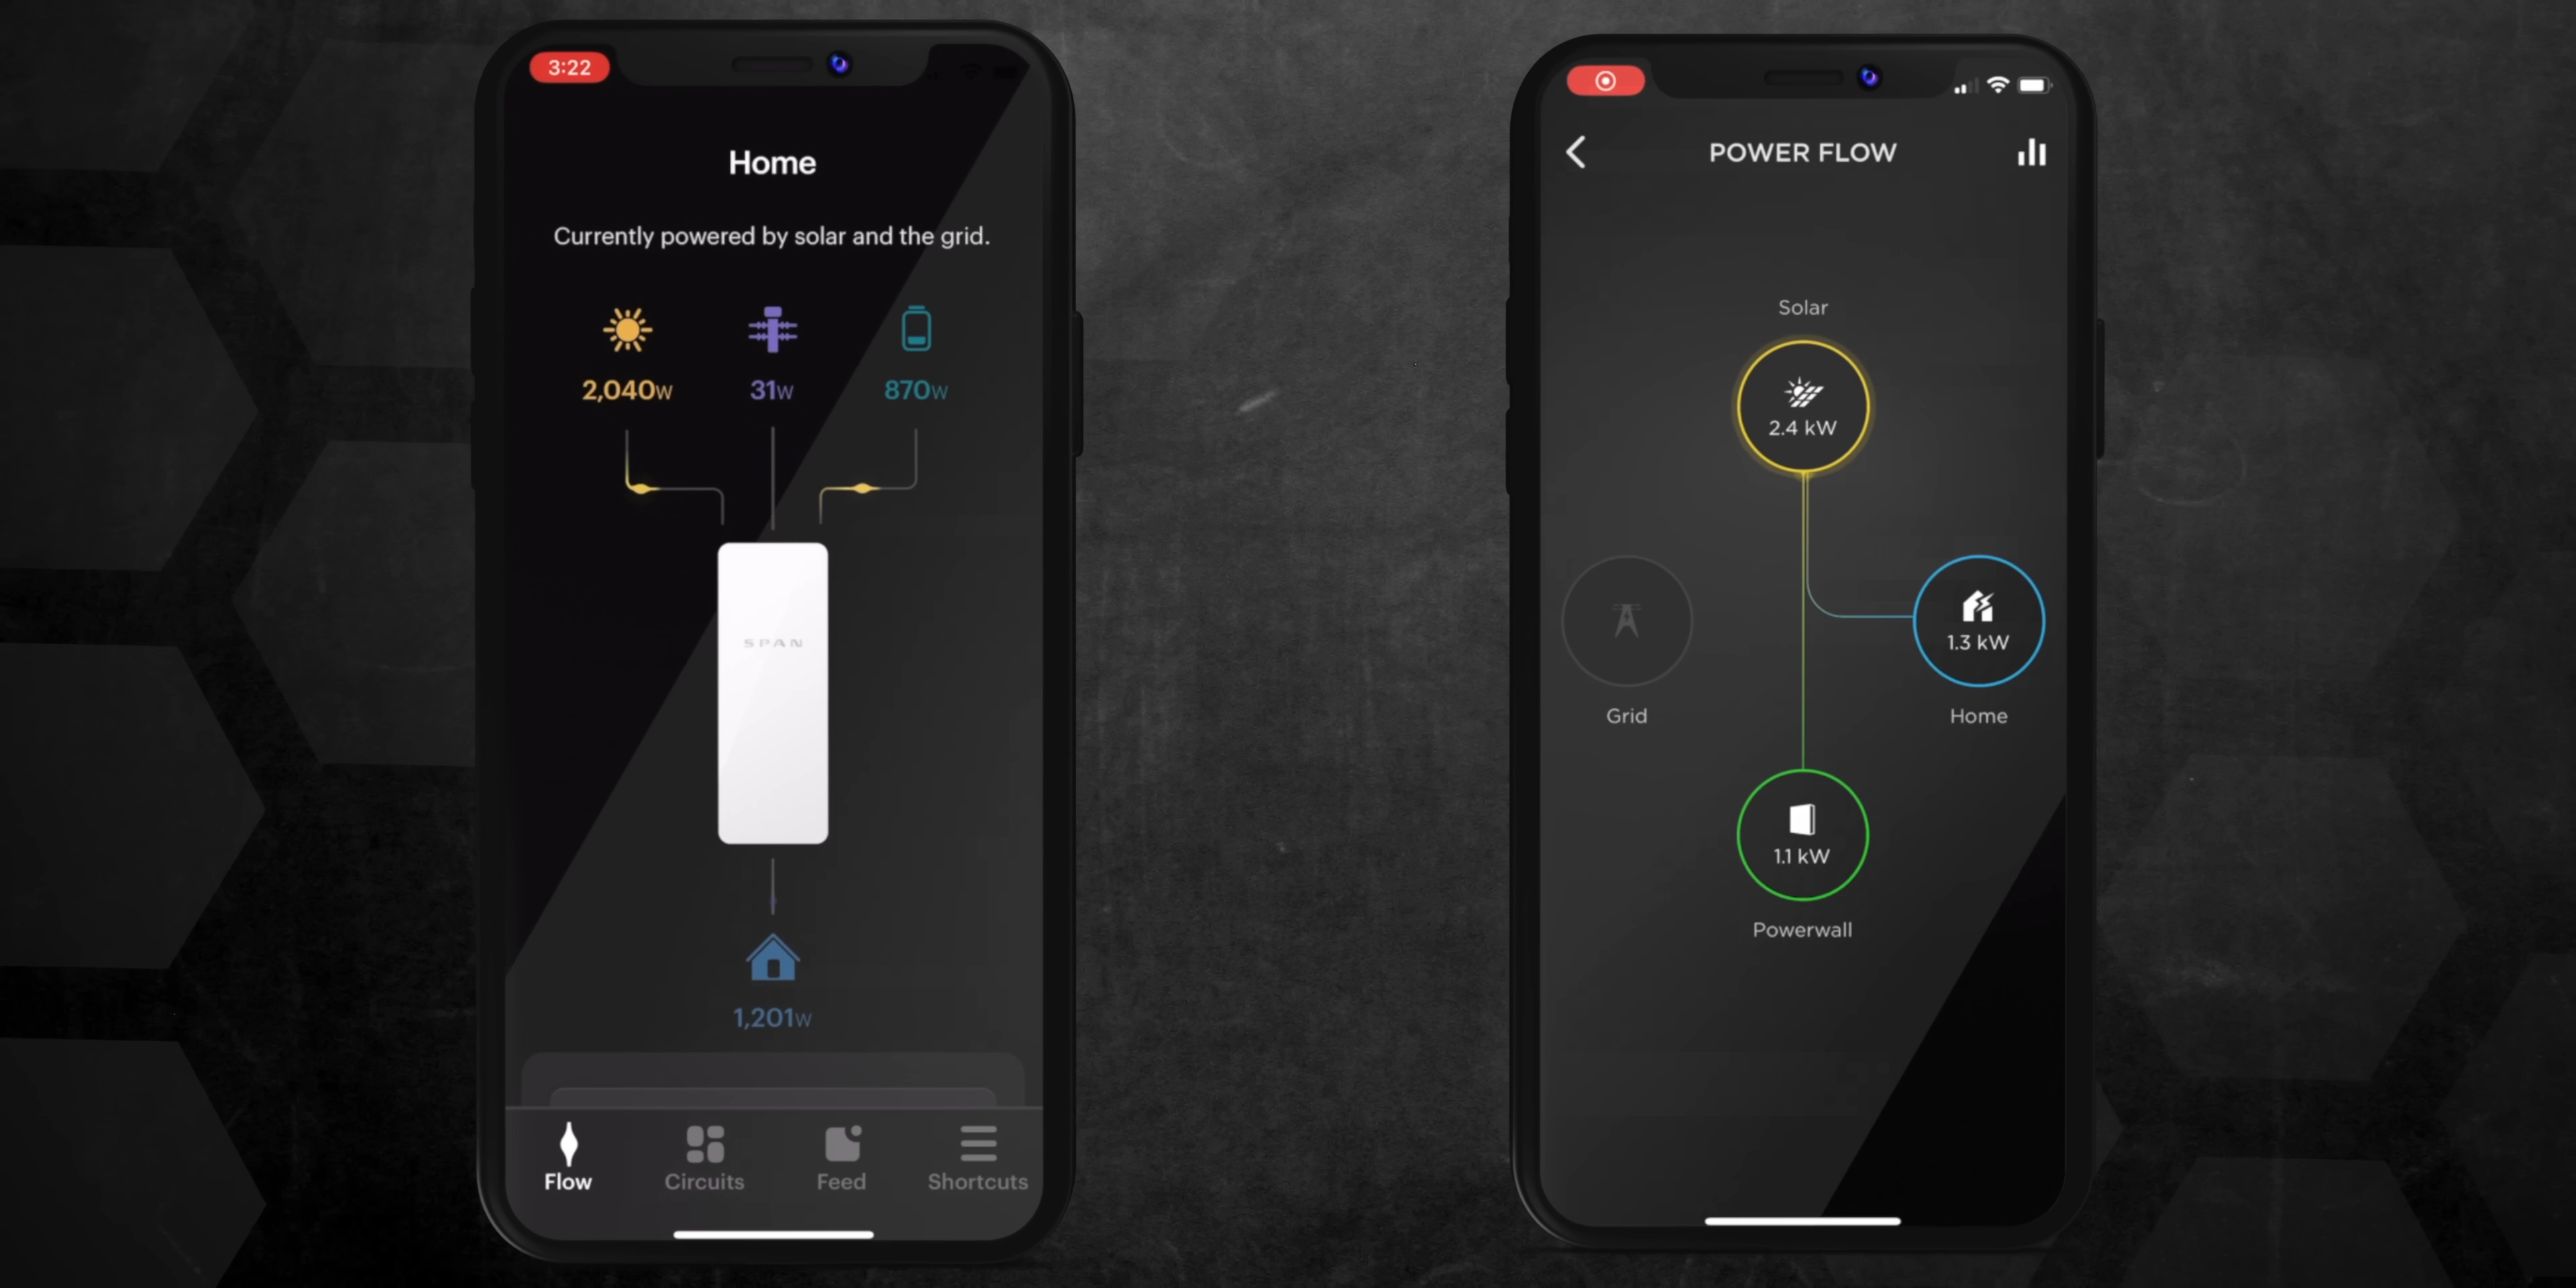 3:22
Home
Currently powered by solar and the grid.
2,040W
31W
870W
SPAN
1,201W
Flow
Circuits
Feed
Shortcuts
POWER FLOW
Solar
2.4 kW
1.3 kW
Grid
Home
1.1 kW
Powerwall